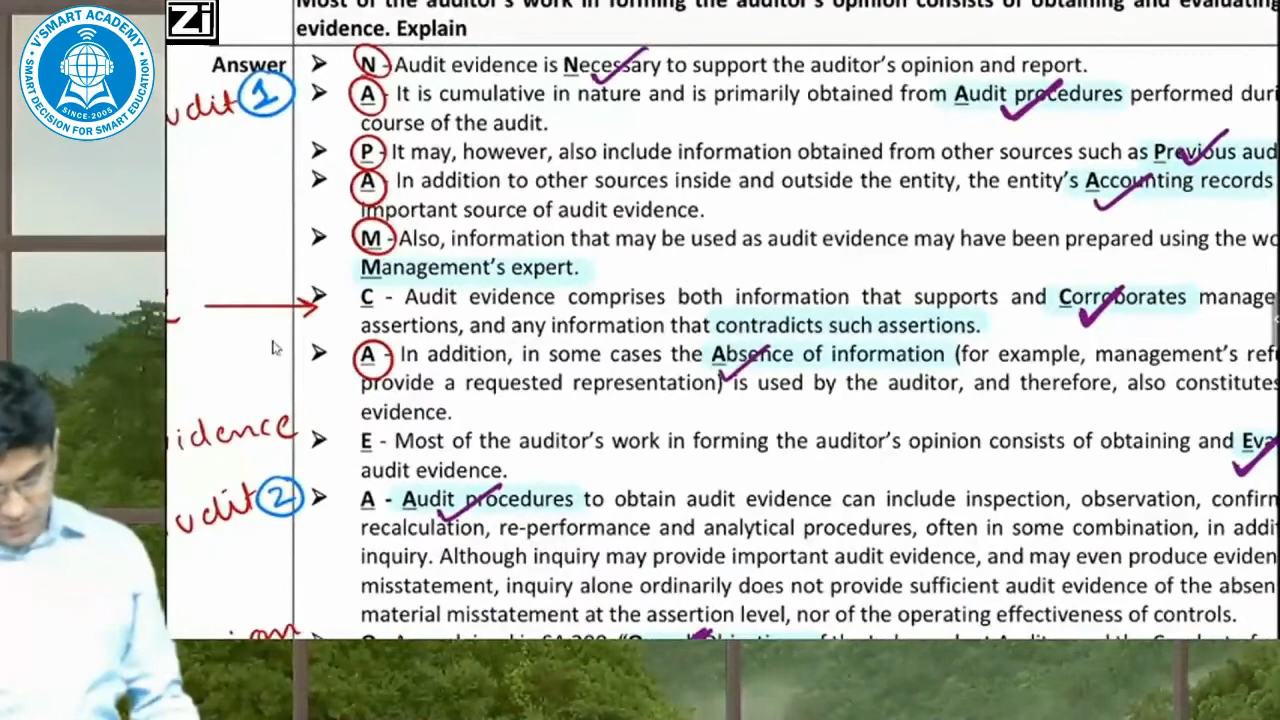 V'SMART ACADEMY
SINCE-2005
SMART DECISION FOR SMART EDUCATION
Zi
Most of the auditor's work in forming the auditor's opinion consists of obtaining and evaluating
evidence. Explain
Answer
➤ N - Audit evidence is Necessary to support the auditor's opinion and report.
udit 1
➤ A - It is cumulative in nature and is primarily obtained from Audit procedures performed duri
course of the audit.
➤ P - It may, however, also include information obtained from other sources such as Previous aud
➤ A - In addition to other sources inside and outside the entity, the entity's Accounting records
important source of audit evidence.
➤ M - Also, information that may be used as audit evidence may have been prepared using the wo
Management's expert.
➤ C - Audit evidence comprises both information that supports and Corroborates manage
assertions, and any information that contradicts such assertions.
➤ A - In addition, in some cases the Absence of information (for example, management's ref
provide a requested representation) is used by the auditor, and therefore, also constitutes
evidence.
idence
➤ E - Most of the auditor's work in forming the auditor's opinion consists of obtaining and Eva
audit evidence.
udit 2
➤ A - Audit procedures to obtain audit evidence can include inspection, observation, confirm
recalculation, re-performance and analytical procedures, often in some combination, in addi
inquiry. Although inquiry may provide important audit evidence, and may even produce eviden
misstatement, inquiry alone ordinarily does not provide sufficient audit evidence of the absen
material misstatement at the assertion level, nor of the operating effectiveness of controls.